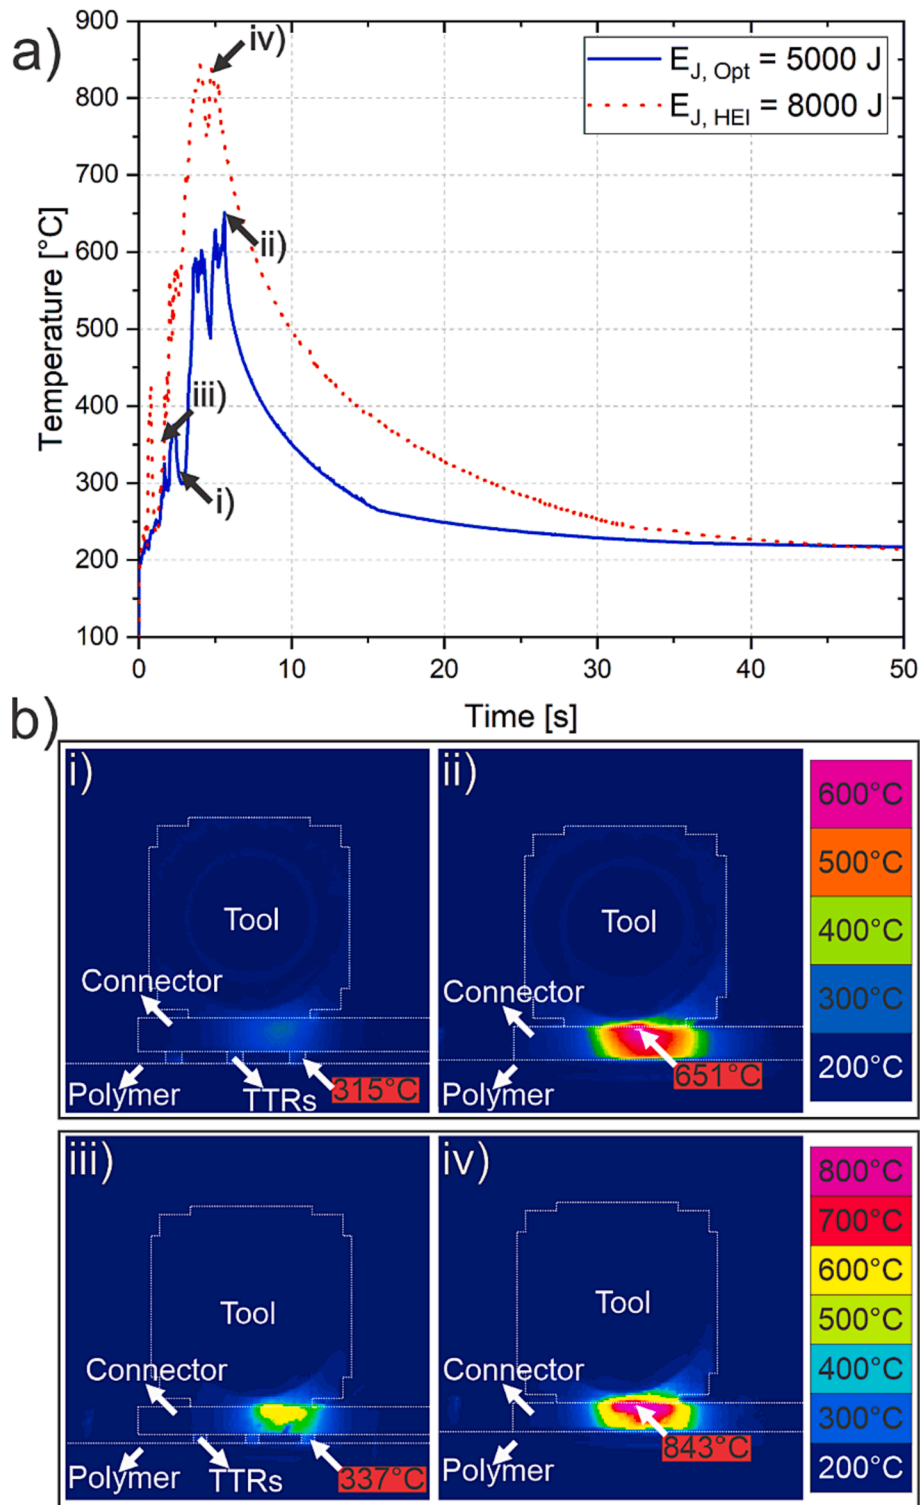 a)
900
800
700
600
500
400
300
200
100
Temperature [°C]
iv)
ii)
iii)
i)
E J, Opt = 5000 J
E J, HEI = 8000 J
0 10 20 30 40 50
Time [s]
b)
i)
Tool
Connector
Polymer
TTRs
315°C
ii)
Tool
Connector
Polymer
651°C
600°C
500°C
400°C
300°C
200°C
iii)
Tool
Connector
Polymer
TTRs
337°C
iv)
Tool
Connector
Polymer
843°C
800°C
700°C
600°C
500°C
400°C
300°C
200°C